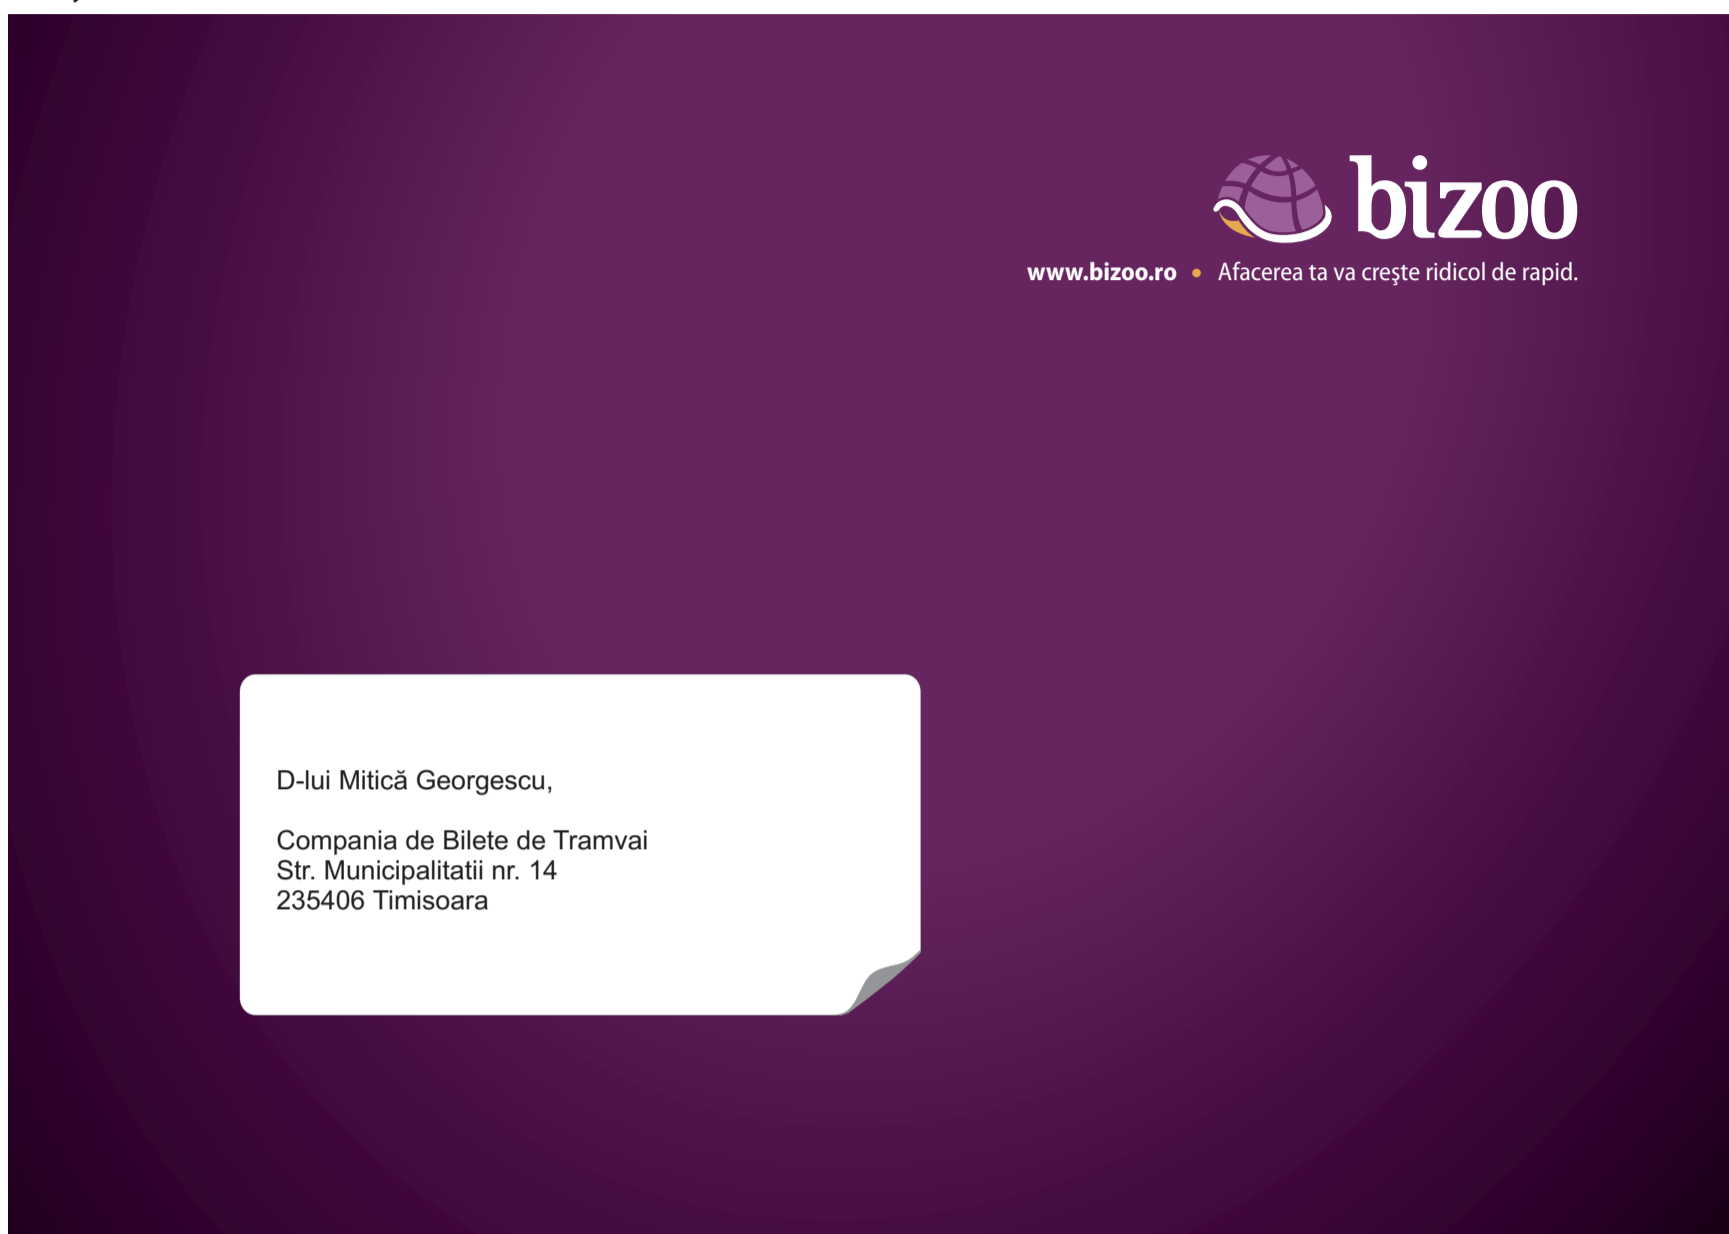 bizoo
www.bizoo.ro • Afacerea ta va creşte ridicol de rapid.
D-lui Mitică Georgescu,
Compania de Bilete de Tramvai
Str. Municipalitatii nr. 14
235406 Timisoara